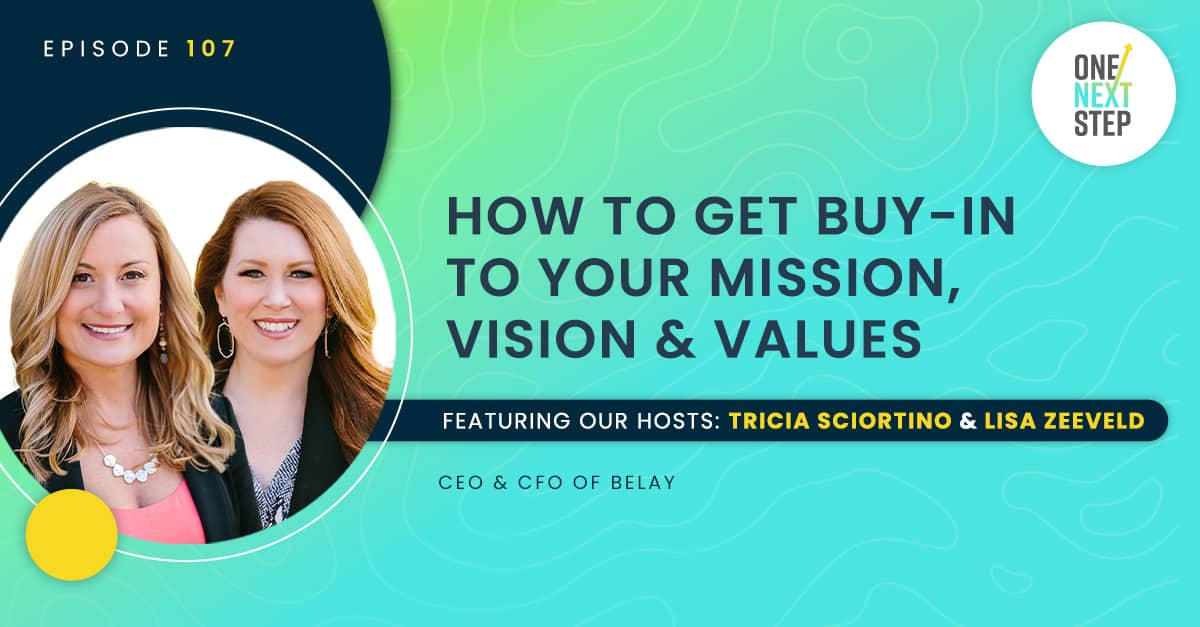 EPISODE 107
ONE
NEXT
STEP
HOW TO GET BUY-IN
TO YOUR MISSION,
VISION & VALUES
FEATURING OUR HOSTS: TRICIA SCIORTINO & LISA ZEEVELD
CEO & CFO OF BELAY